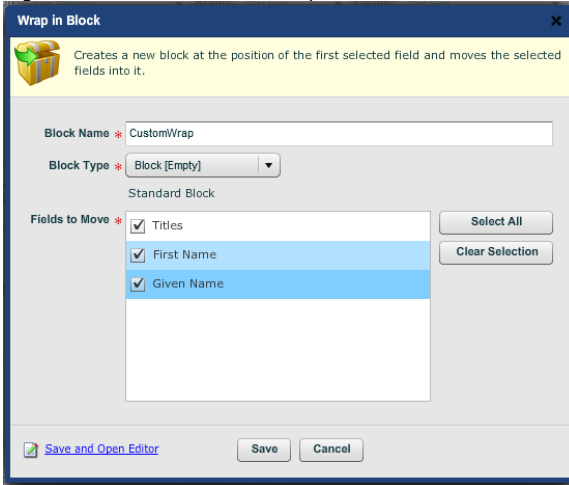 Wrap in Block
Creates a new block at the position of the first selected field and moves the selected
fields into it.
Block Name * CustomWrap
Block Type * Block [Empty]
Standard Block
Fields to Move * Titles
Select All
First Name
Clear Selection
Given Name
Save and Open Editor Save Cancel